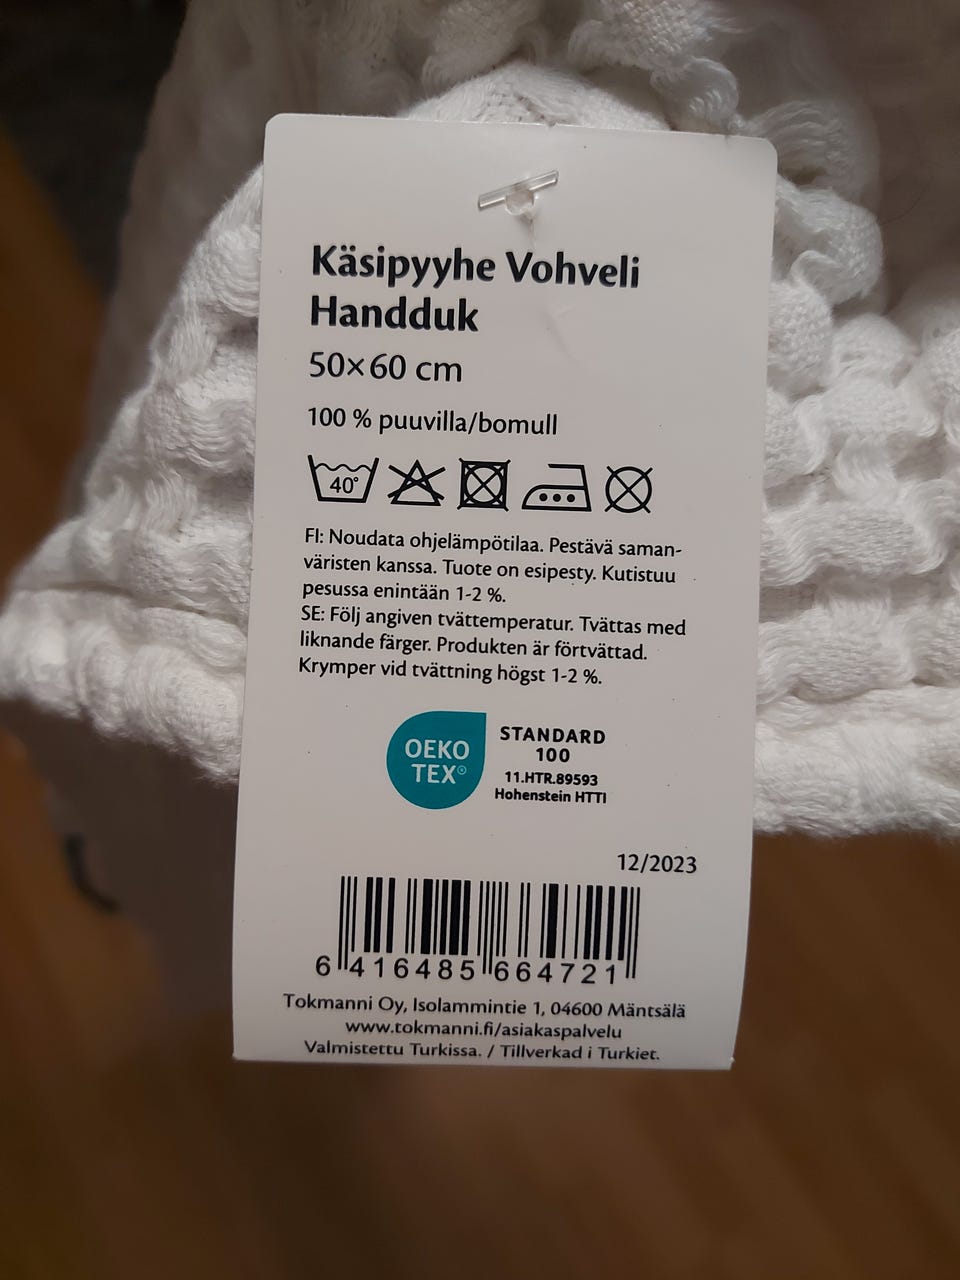 Käsipyyhe Vohveli
Handduk
50×60 cm
100 % puuvilla/bomull
40°
FI: Noudata ohjelämpötilaa. Pestävä saman-
väristen kanssa. Tuote on esipesty. Kutistuu
pesussa enintään 1-2 %.
SE: Följ angiven tvättemperatur. Tvättas med
liknande färger. Produkten är förtvättad.
Krymper vid tvättning högst 1-2 %.
OEKO
TEX®
STANDARD
100
11.HTR.89593
Hohenstein HTTI
12/2023
6 416485 664721
Tokmanni Oy, Isolammintie 1, 04600 Mäntsälä
www.tokmanni.fi/asiakaspalvelu
Valmistettu Turkissa. / Tillverkad i Turkiet.